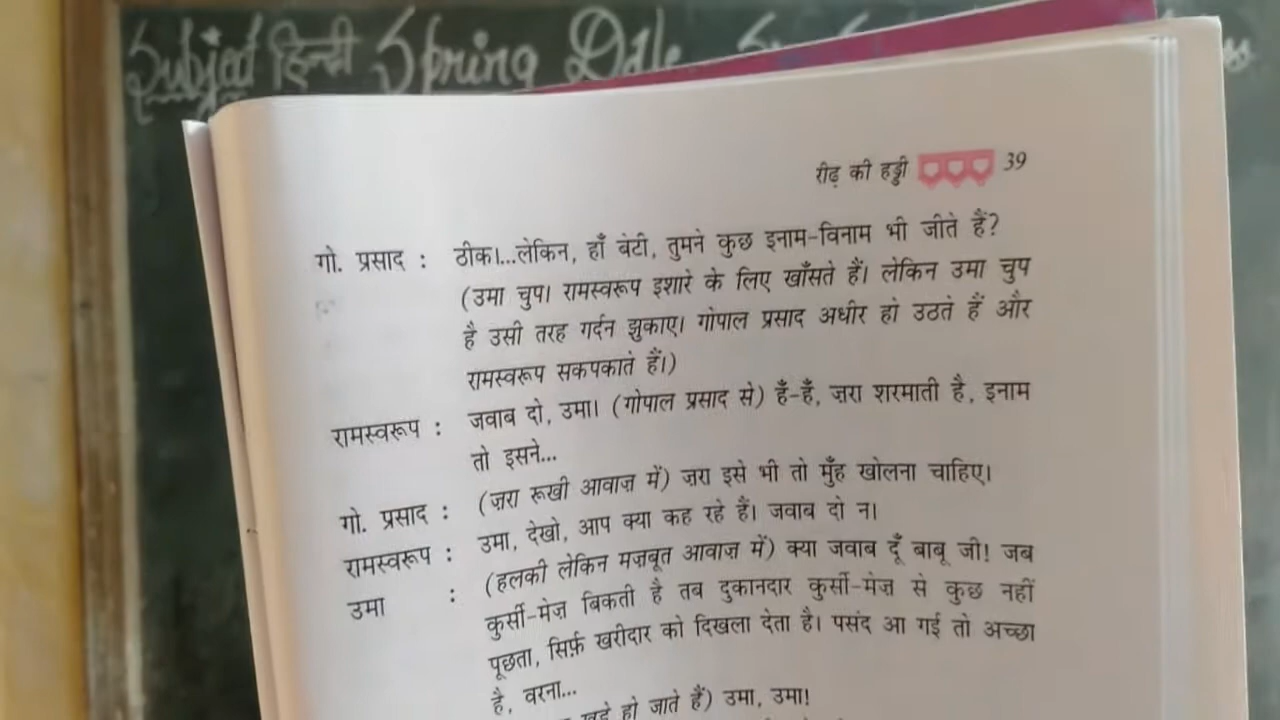 Subject हिन्दी Spring Dale
रीढ़ की हड्डी 39
गो. प्रसाद : ठीक।...लेकिन, हाँ बेटी, तुमने कुछ इनाम-विनाम भी जीते हैं?
(उमा चुप। रामस्वरूप इशारे के लिए खाँसते हैं। लेकिन उमा चुप
है उसी तरह गर्दन झुकाए। गोपाल प्रसाद अधीर हो उठते हैं और
रामस्वरूप सकपकाते हैं।)
रामस्वरूप : जवाब दो, उमा। (गोपाल प्रसाद से) हँ-हँ, ज़रा शरमाती है, इनाम
तो इसने...
गो. प्रसाद : (ज़रा रूखी आवाज़ में) ज़रा इसे भी तो मुँह खोलना चाहिए।
रामस्वरूप : उमा, देखो, आप क्या कह रहे हैं। जवाब दो न।
उमा : (हलकी लेकिन मज़बूत आवाज़ में) क्या जवाब दूँ बाबू जी! जब
कुर्सी-मेज़ बिकती है तब दुकानदार कुर्सी-मेज़ से कुछ नहीं
पूछता, सिर्फ़ खरीदार को दिखला देता है। पसंद आ गई तो अच्छा
है, वरना...
हो जाते हैं) उमा, उमा!